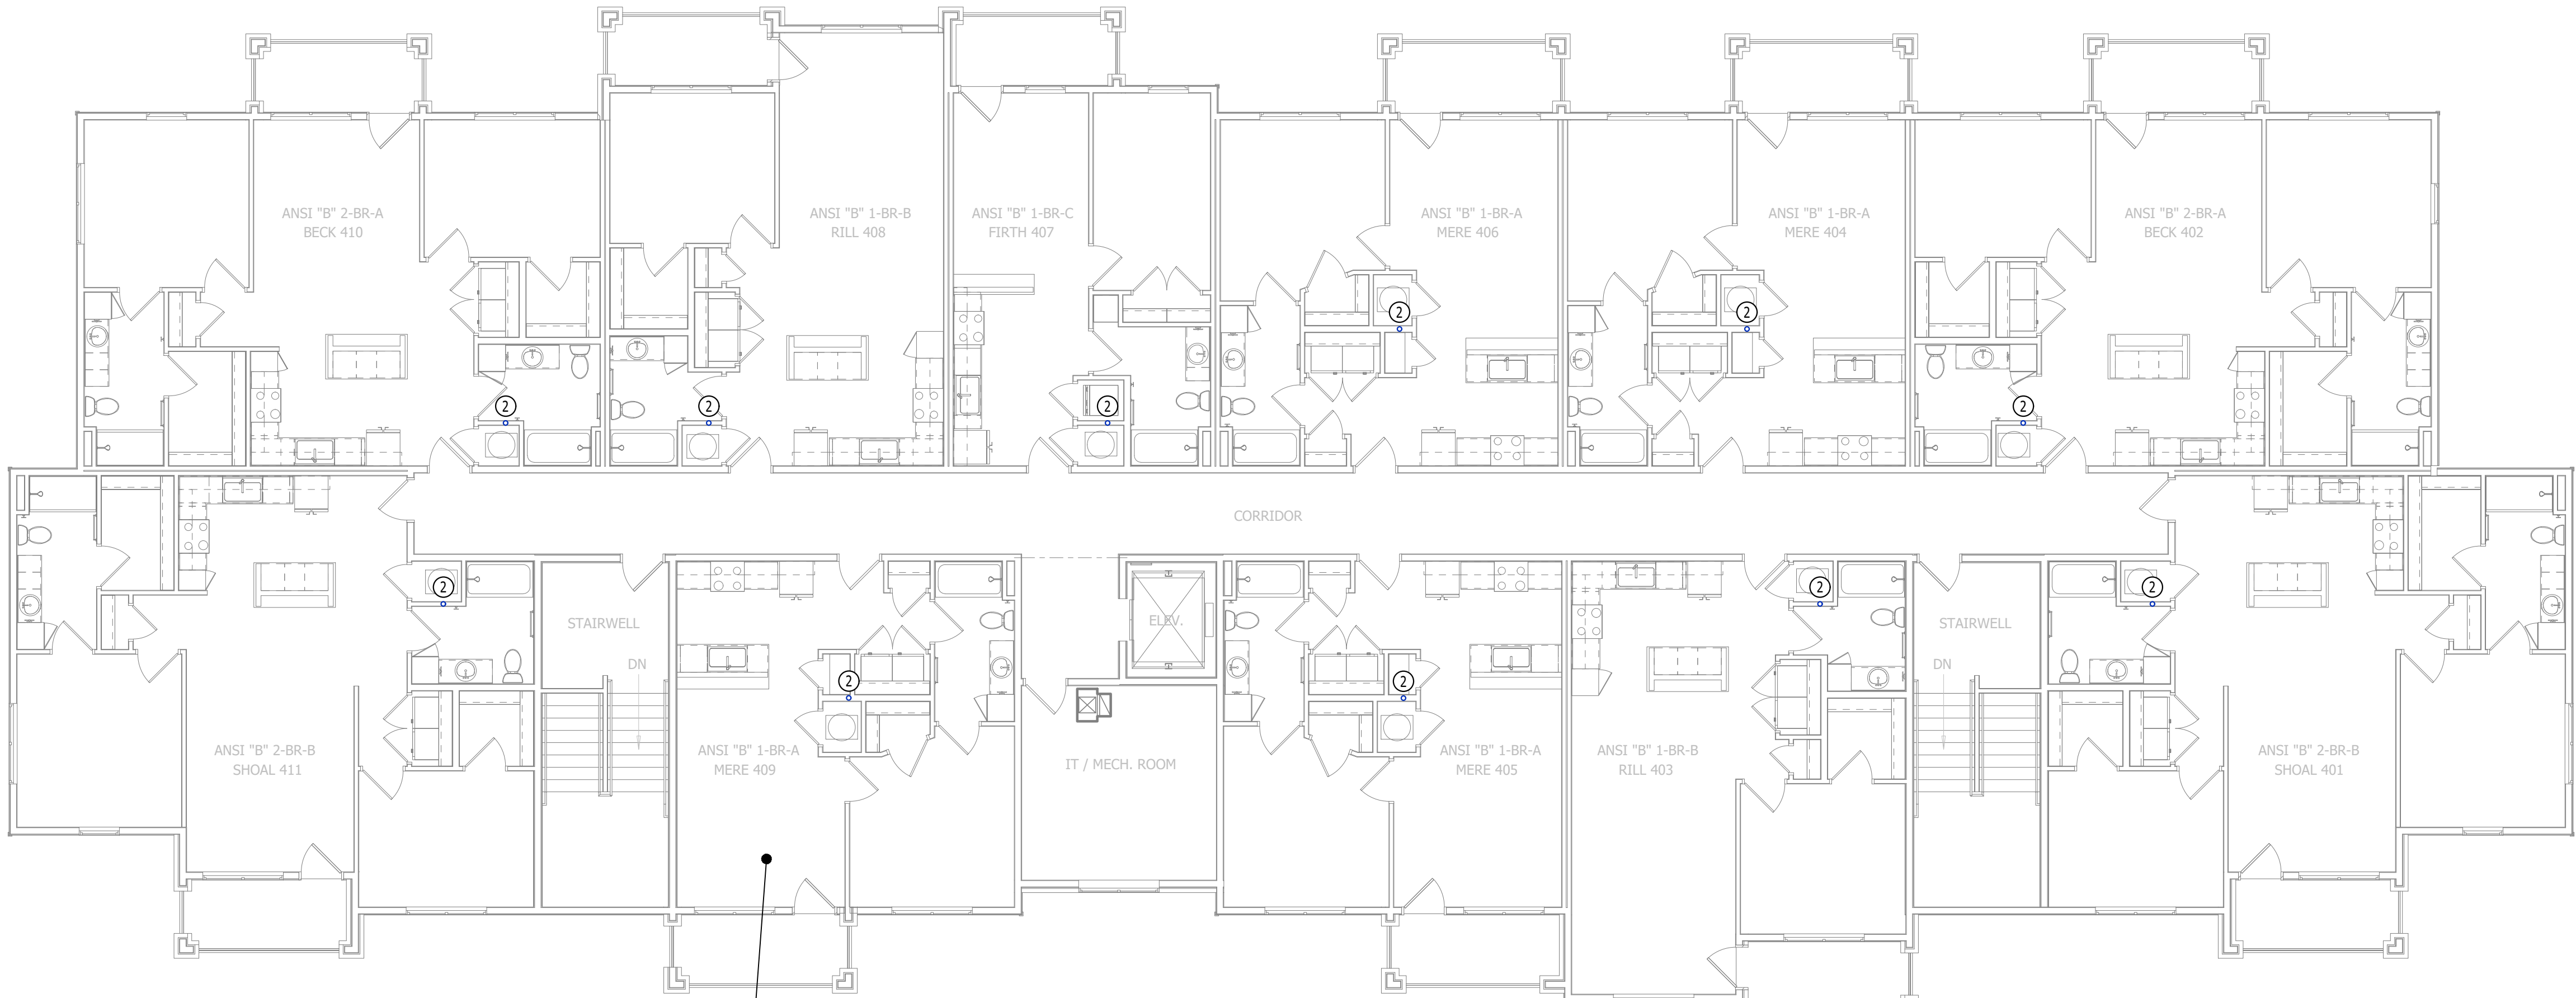 ANSI "B" 2-BR-A
BECK 410
ANSI "B" 1-BR-B
RILL 408
ANSI "B" 1-BR-C
FIRTH 407
ANSI "B" 1-BR-A
MERE 406
ANSI "B" 1-BR-A
MERE 404
ANSI "B" 2-BR-A
BECK 402
2
2
2
2
2
2
CORRIDOR
2
STAIRWELL
DN
2
ELEV.
2
2
STAIRWELL
DN
2
ANSI "B" 2-BR-B
SHOAL 411
ANSI "B" 1-BR-A
MERE 409
IT / MECH. ROOM
ANSI "B" 1-BR-A
MERE 405
ANSI "B" 1-BR-B
RILL 403
ANSI "B" 2-BR-B
SHOAL 401